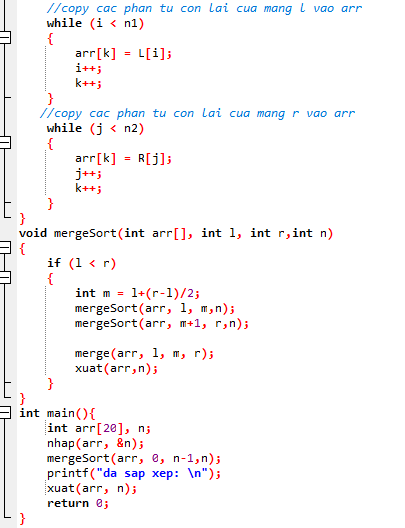 //copy cac phan tu con lai cua mang l vao arr
while (i < n1)
{
arr[k] = L[i];
i++;
k++;
}
//copy cac phan tu con lai cua mang r vao arr
while (j < n2)
{
arr[k] = R[j];
j++;
k++;
}
}
void mergeSort(int arr[], int l, int r,int n)
{
if (l < r)
{
int m = l+(r-l)/2;
mergeSort(arr, l, m,n);
mergeSort(arr, m+1, r,n);
merge(arr, l, m, r);
xuat(arr,n);
}
}
int main(){
int arr[20], n;
nhap(arr, &n);
mergeSort(arr, 0, n-1,n);
printf("da sap xep: \n");
xuat(arr, n);
return 0;
}